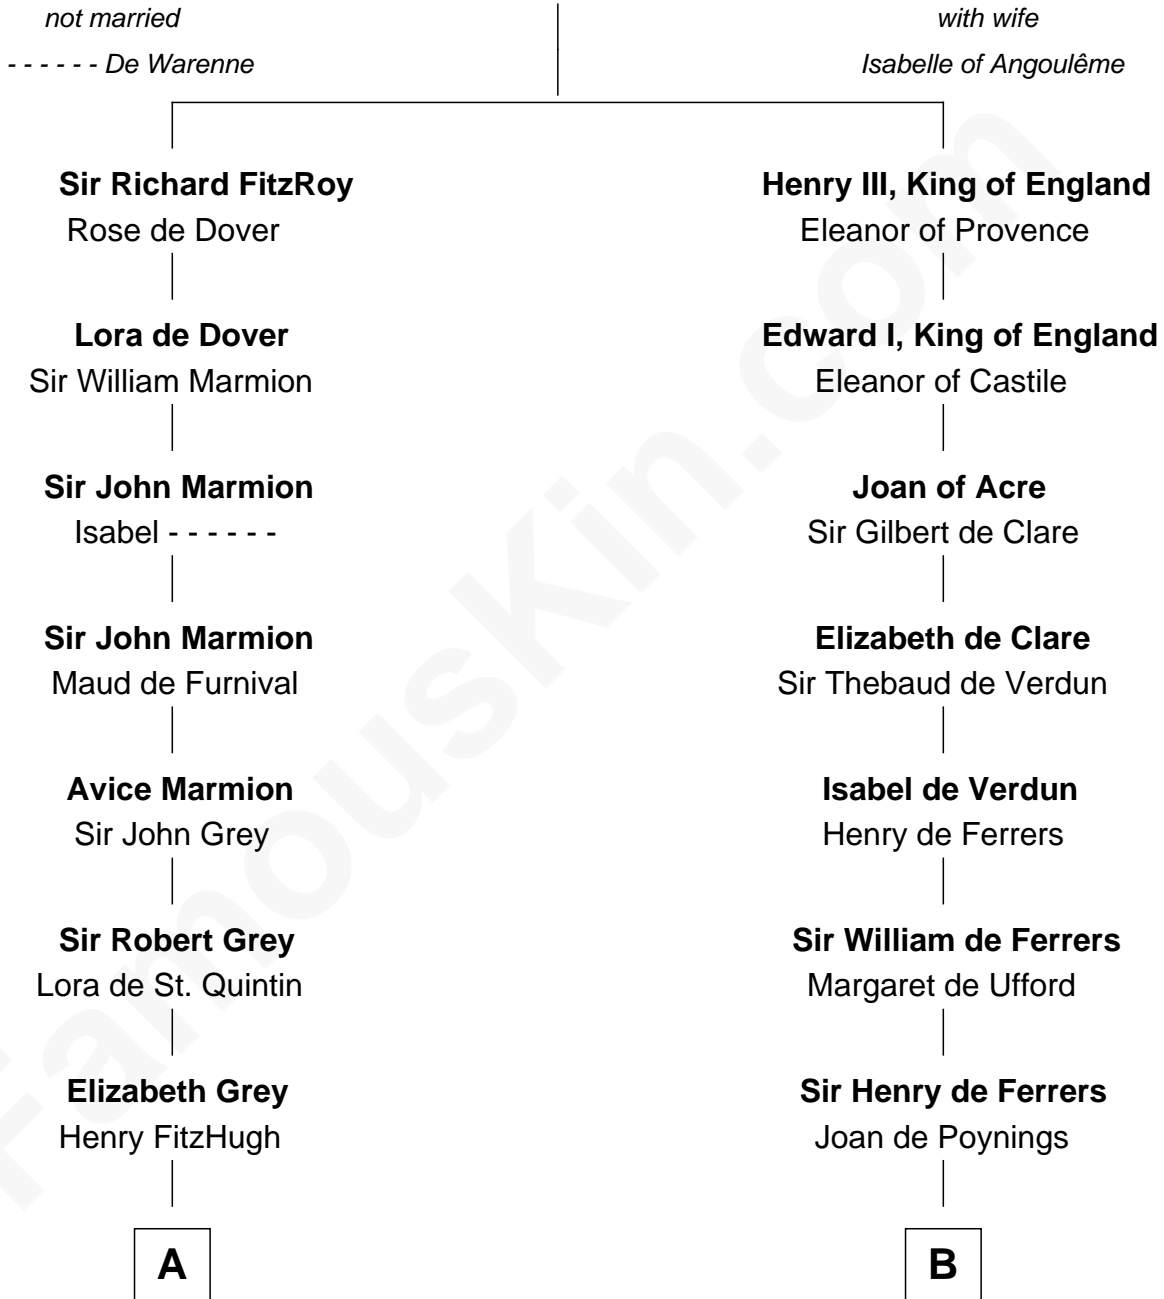 not married
with wife
- - - - - - De Warenne
Isabelle of Angoulême
Sir Richard FitzRoy
Rose de Dover
Henry III, King of England
Eleanor of Provence
Lora de Dover
Sir William Marmion
Edward I, King of England
Eleanor of Castile
Sir John Marmion
Isabel - - - - - -
Joan of Acre
Sir Gilbert de Clare
Sir John Marmion
Maud de Furnival
Elizabeth de Clare
Sir Thebaud de Verdun
Avice Marmion
Sir John Grey
Isabel de Verdun
Henry de Ferrers
Sir Robert Grey
Lora de St. Quintin
Sir William de Ferrers
Margaret de Ufford
Elizabeth Grey
Henry FitzHugh
Sir Henry de Ferrers
Joan de Poynings
A
B
FamousKin.com